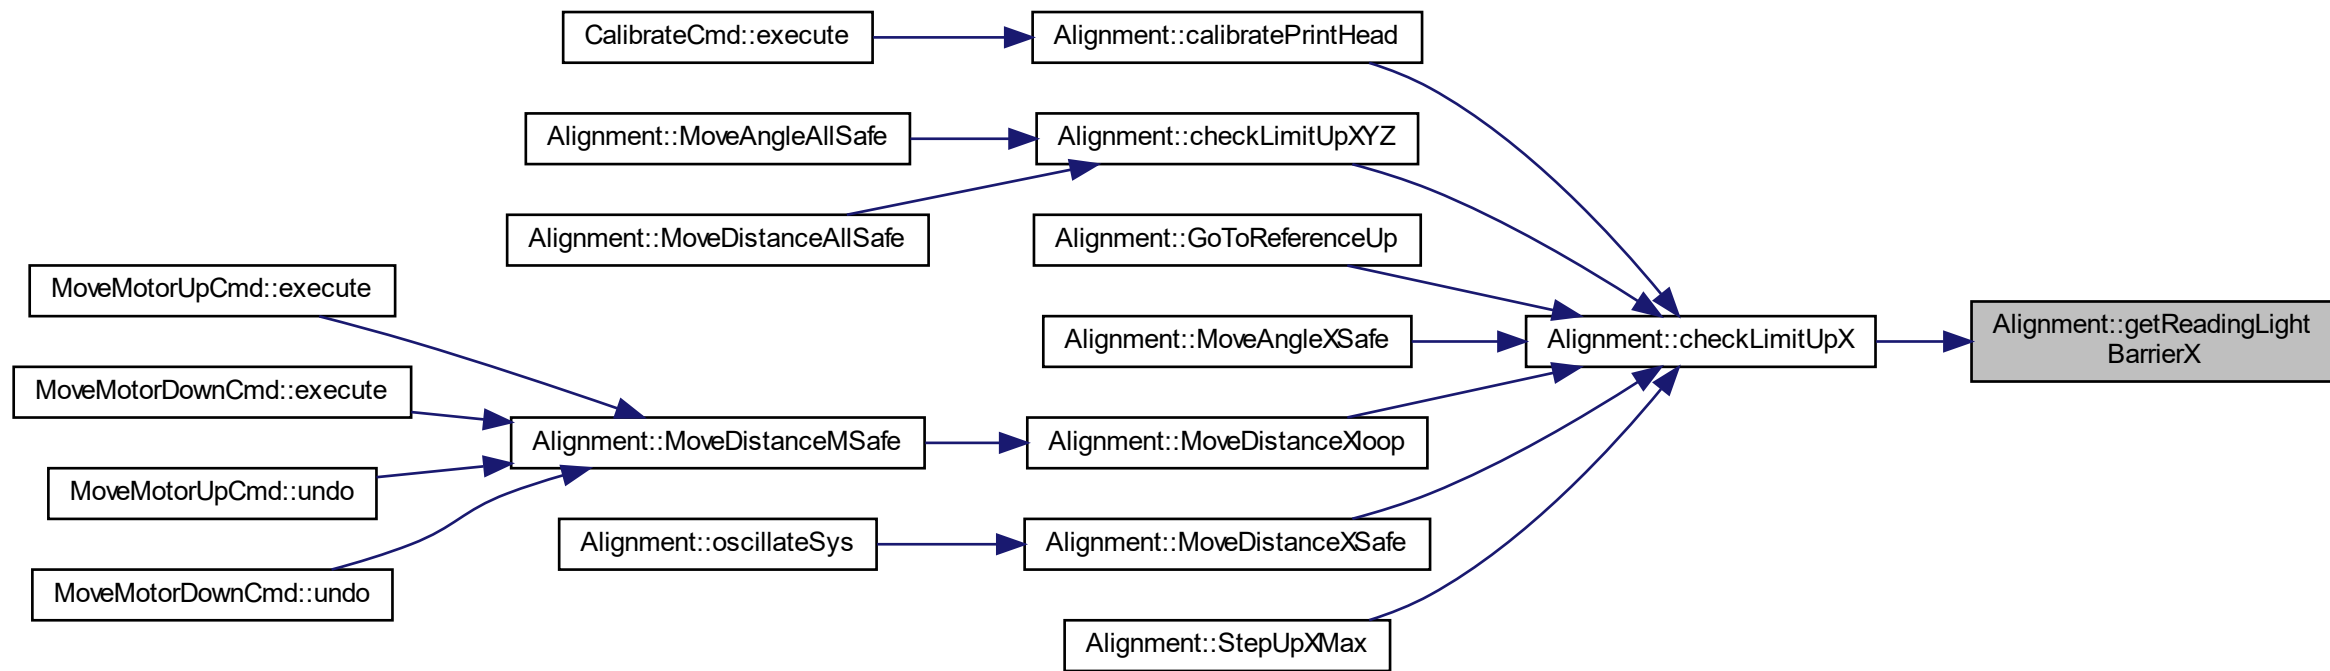 CalibrateCmd::execute
Alignment::calibratePrintHead
Alignment::MoveAngleAllSafe
Alignment::checkLimitUpXYZ
Alignment::MoveDistanceAllSafe
Alignment::GoToReferenceUp
MoveMotorUpCmd::execute
Alignment::MoveAngleXSafe
Alignment::checkLimitUpX
Alignment::getReadingLight
BarrierX
MoveMotorDownCmd::execute
Alignment::MoveDistanceMSafe
Alignment::MoveDistanceXloop
MoveMotorUpCmd::undo
Alignment::oscillateSys
Alignment::MoveDistanceXSafe
MoveMotorDownCmd::undo
Alignment::StepUpXMax